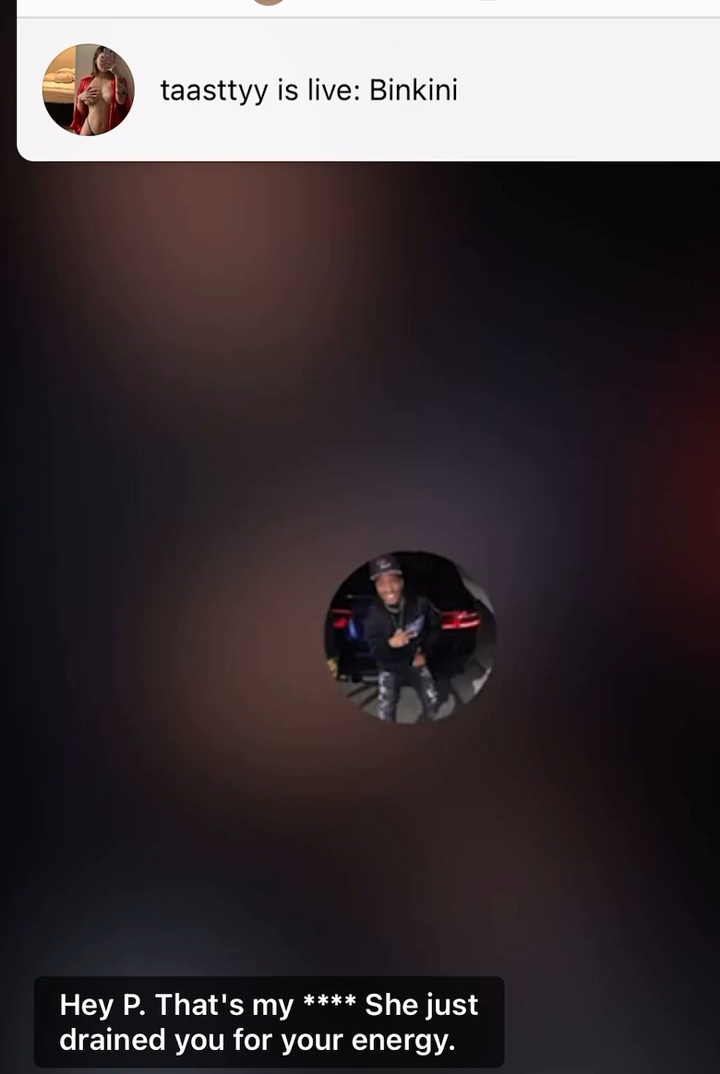 taasttyy is live: Binkini
Hey P. That's my **** She just
drained you for your energy.